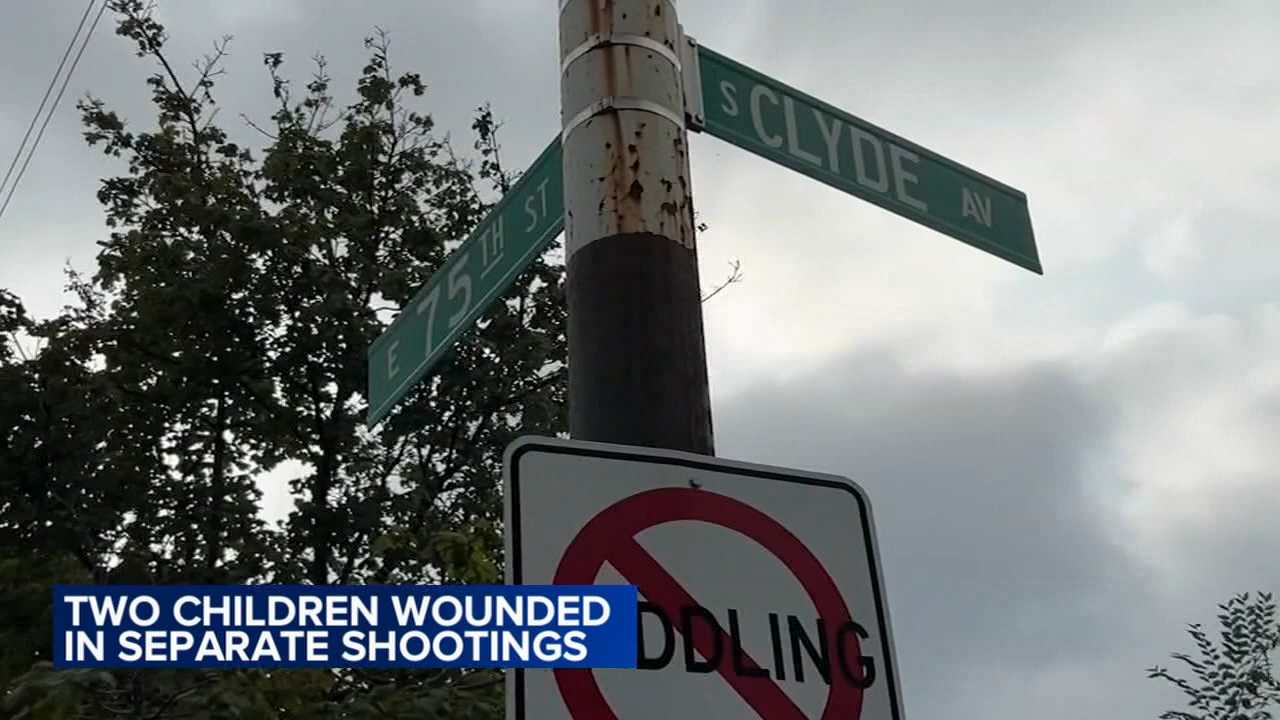 S CLYDE AV
E 75TH ST
DDLING
TWO CHILDREN WOUNDED
IN SEPARATE SHOOTINGS